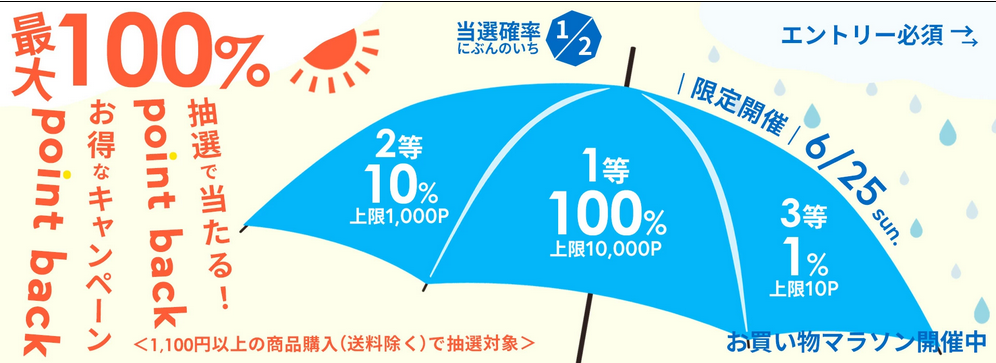 最大100%
point back
お得なキャンペーン
point back
抽選で当たる！
当選確率
にぶんのいち
1/2
エントリー必須
｜限定開催｜6/25 sun.
2等
10%
上限1,000P
1等
100%
上限10,000P
3等
1%
上限10P
＜1,100円以上の商品購入(送料除く)で抽選対象＞
お買い物マラソン開催中